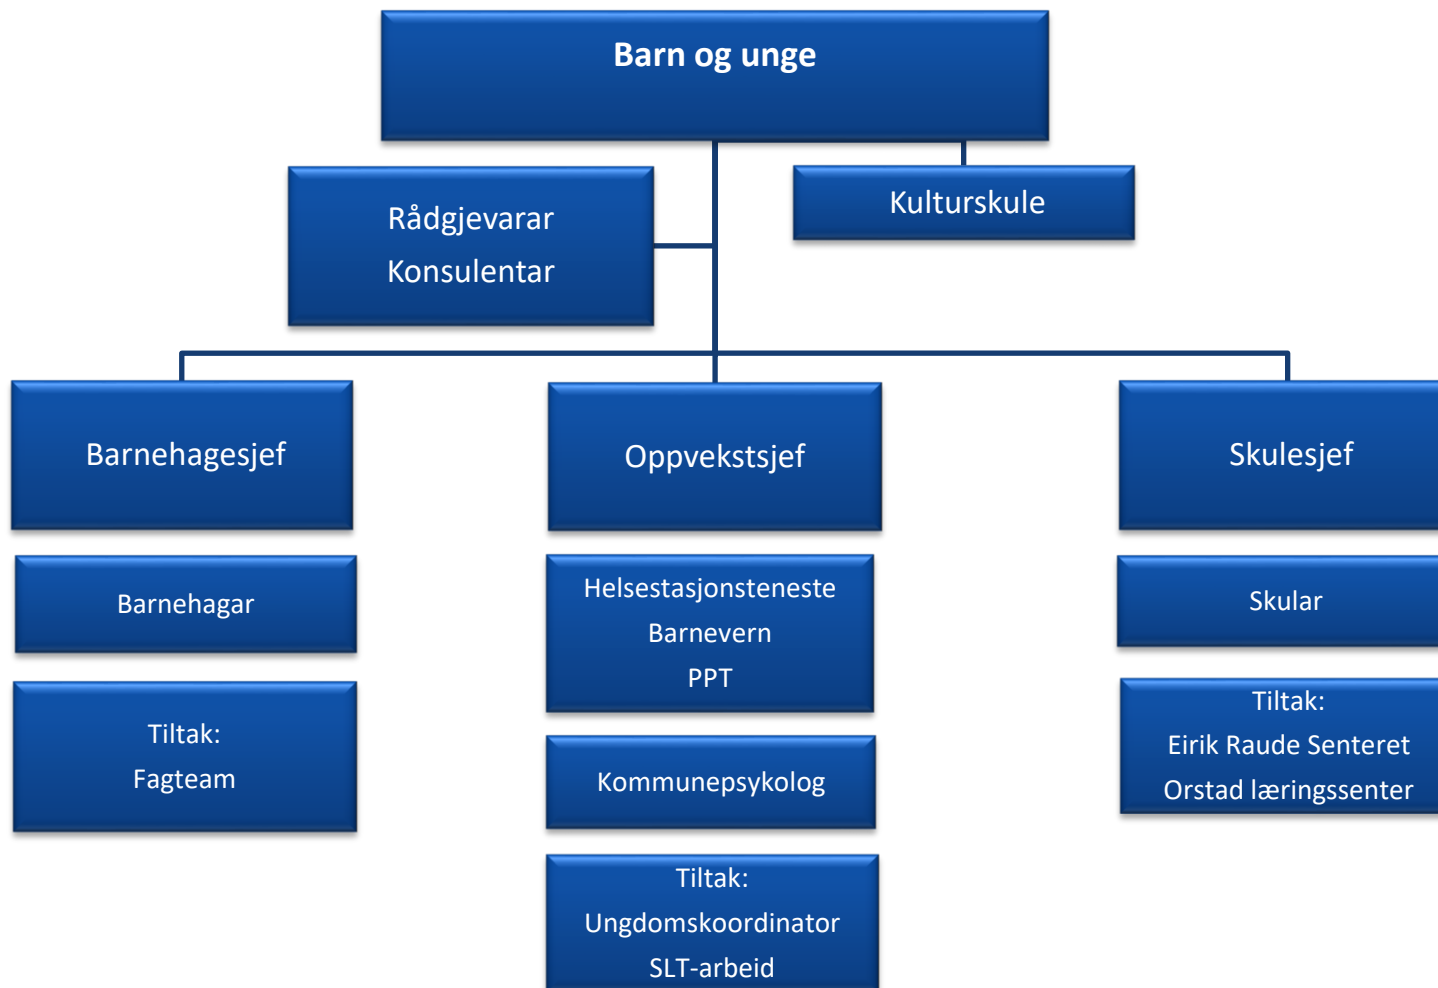 Barn og unge
Rådgjevarar
Konsulentar
Kulturskule
Barnehagesjef
Oppvekstsjef
Skulesjef
Barnehagar
Tiltak:
Fagteam
Helsestasjonsteneste
Barnevern
PPT
Kommunepsykolog
Tiltak:
Ungdomskoordinator
SLT-arbeid
Skular
Tiltak:
Eirik Raude Senteret
Orstad læringssenter